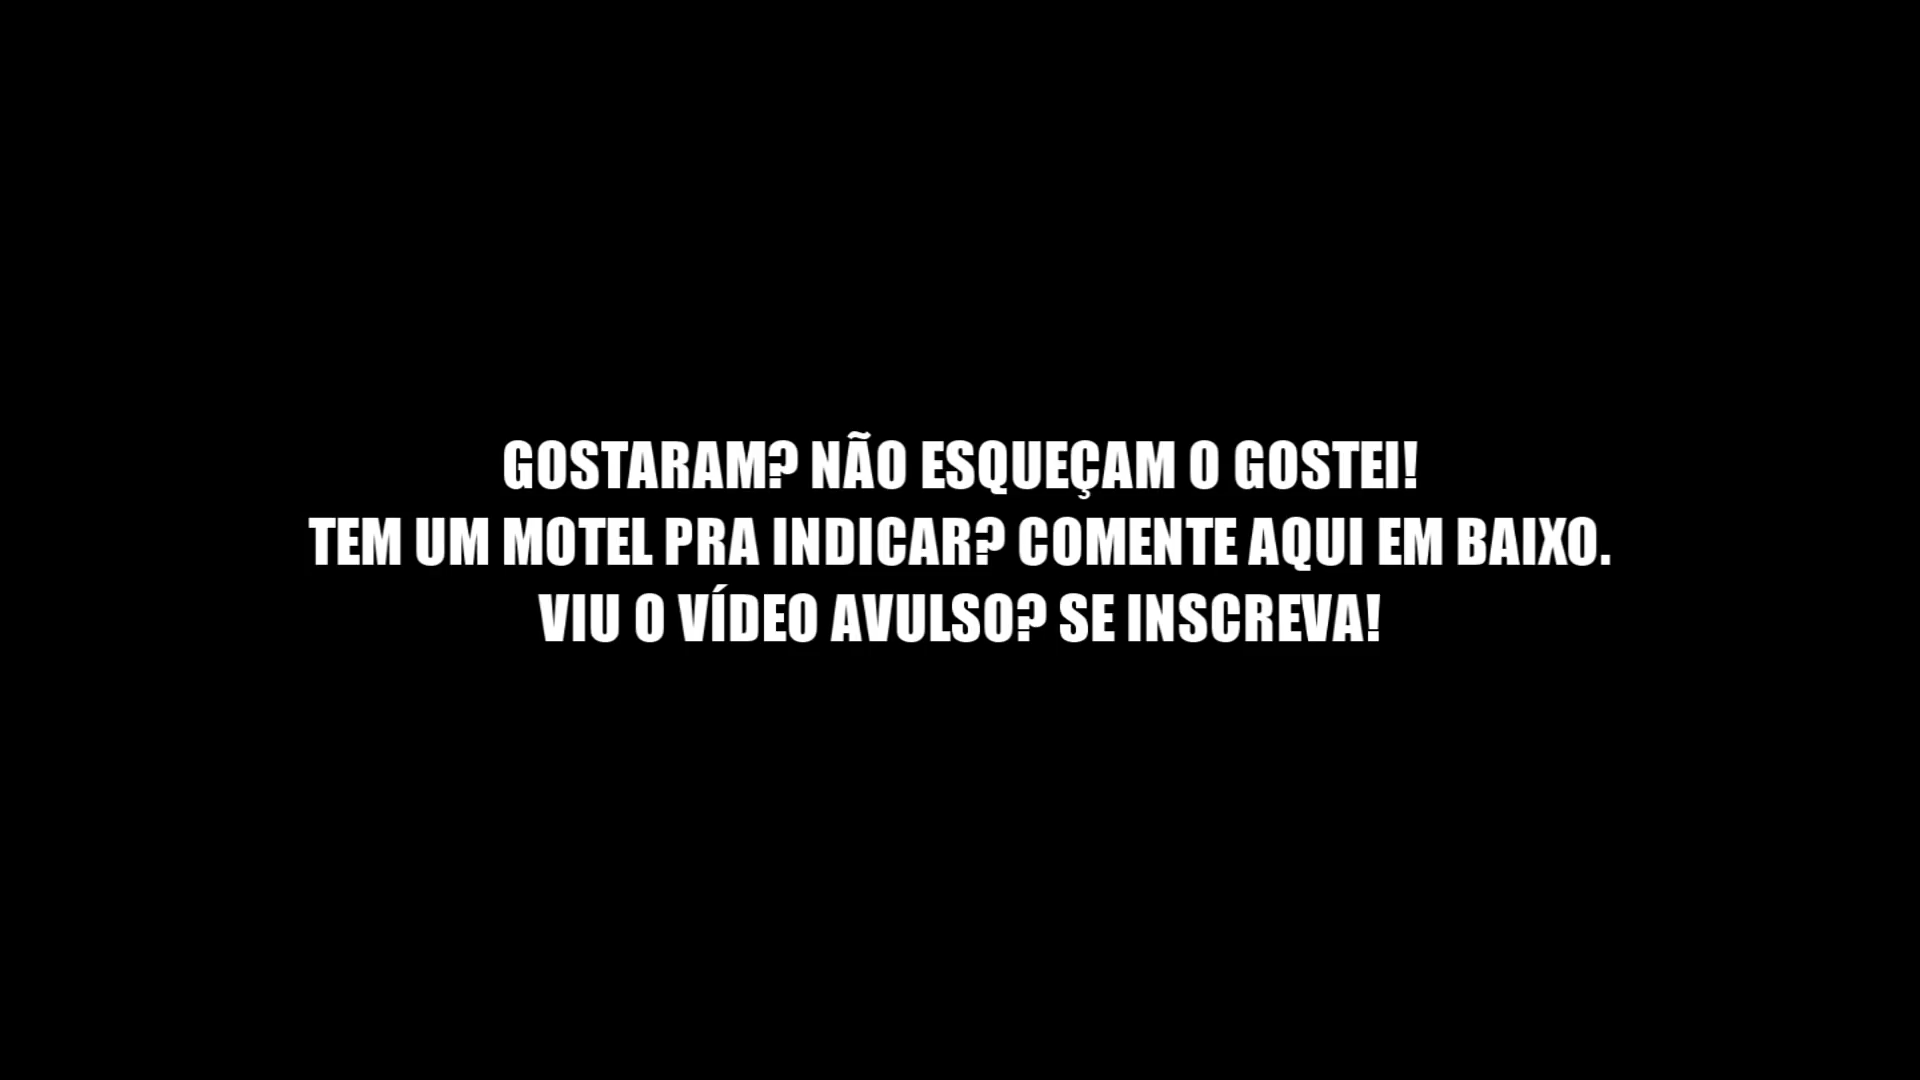 GOSTARAM? NÃO ESQUEÇAM O GOSTEI!
TEM UM MOTEL PRA INDICAR? COMENTE AQUI EM BAIXO.
VIU O VÍDEO AVULSO? SE INSCREVA!